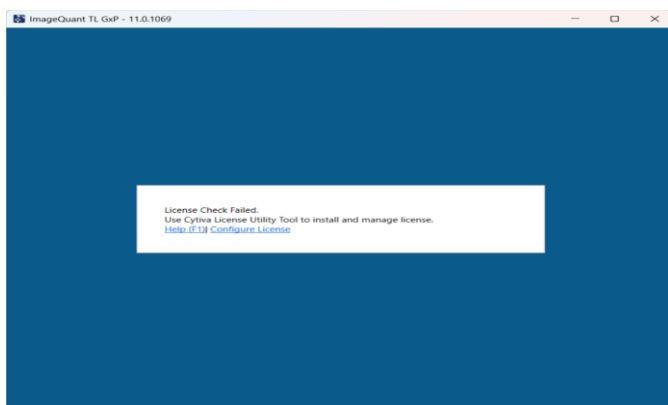 ImageQuant TL GxP - 11.0.1069
License Check Failed.
Use Cytiva License Utility Tool to install and manage license.
Help (F1)| Configure License